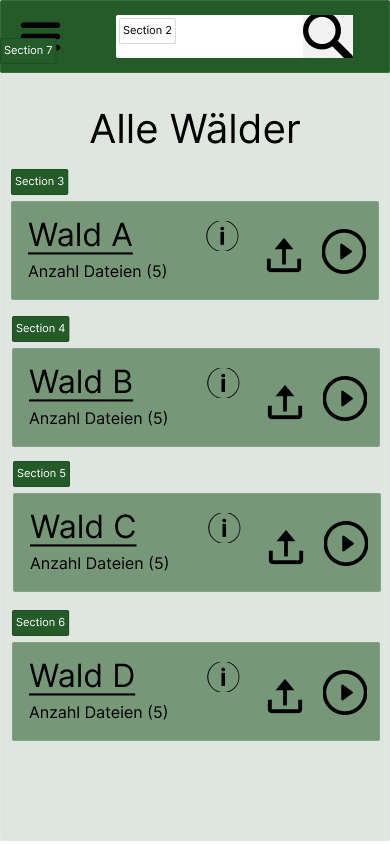 Section 7
Section 2
Alle Wälder
Section 3
Wald A
i
Anzahl Dateien (5)
Section 4
Wald B
i
Anzahl Dateien (5)
Section 5
Wald C
i
Anzahl Dateien (5)
Section 6
Wald D
i
Anzahl Dateien (5)